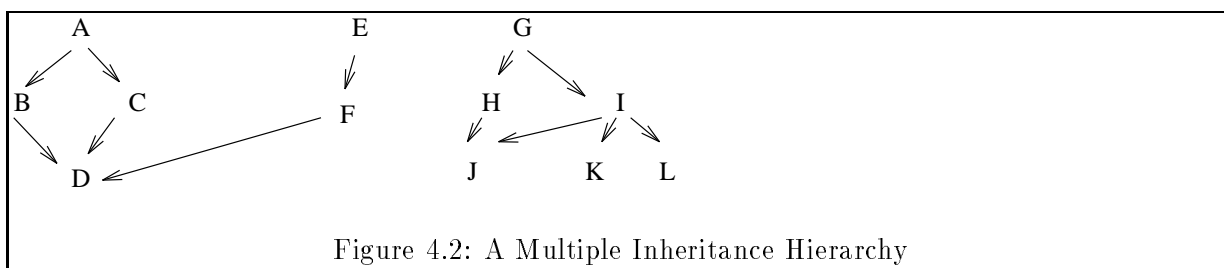 A E G
B C F H I
D J K L
Figure 4.2: A Multiple Inheritance Hierarchy